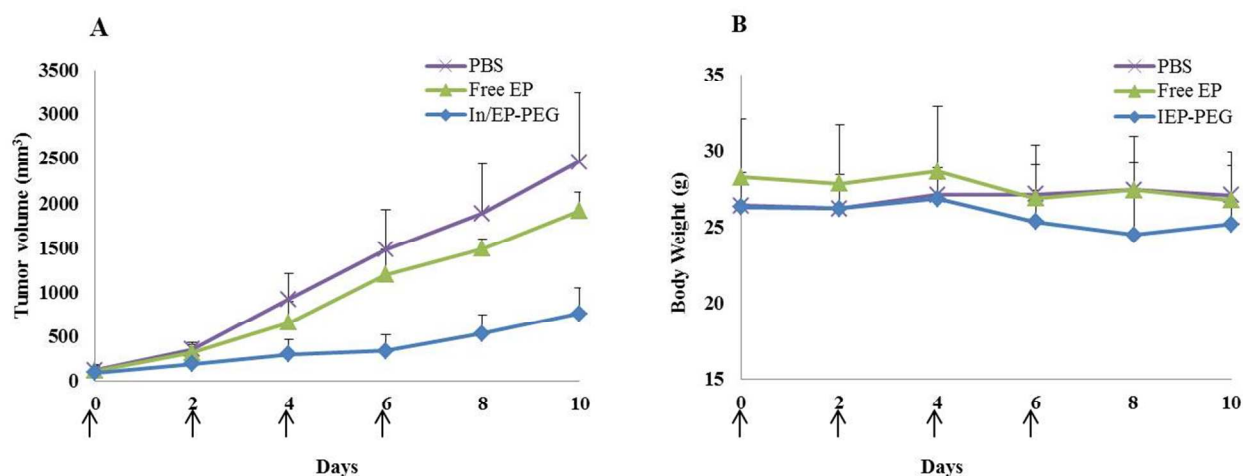 A
Tumor volume (mm³)
3500
3000
2500
2000
1500
1000
500
0
PBS
Free EP
In/EP-PEG
0 2 4 6 8 10
Days
B
Body Weight (g)
35
30
25
20
15
PBS
Free EP
IEP-PEG
0 2 4 6 8 10
Days